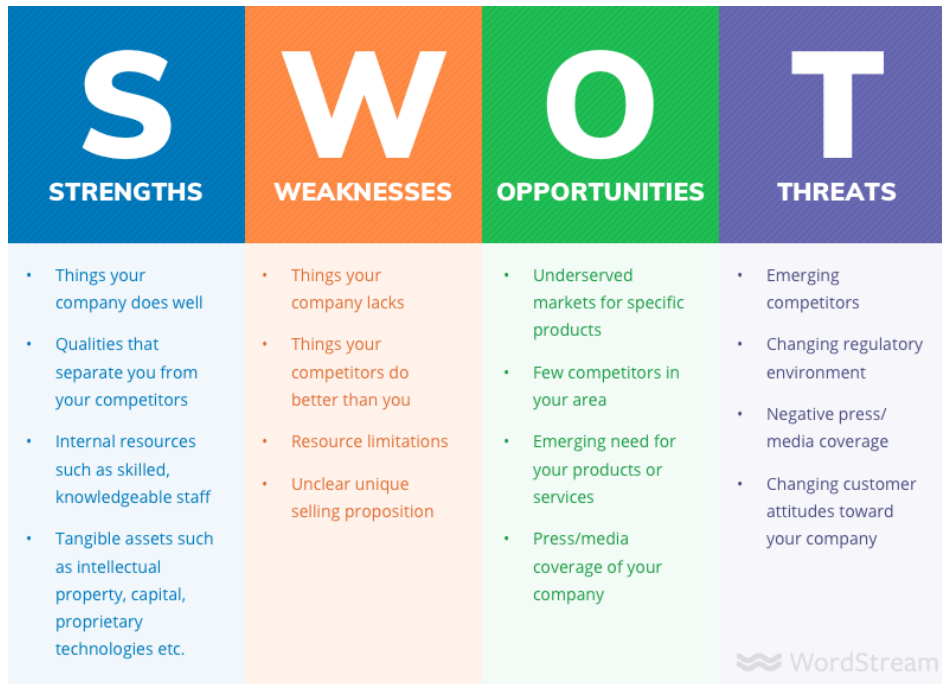 S
STRENGTHS
• Things your
company does well
• Qualities that
separate you from
your competitors
• Internal resources
such as skilled,
knowledgeable staff
• Tangible assets such
as intellectual
property, capital,
proprietary
technologies etc.
W
WEAKNESSES
• Things your
company lacks
• Things your
competitors do
better than you
• Resource limitations
• Unclear unique
selling proposition
O
OPPORTUNITIES
• Underserved
markets for specific
products
• Few competitors in
your area
• Emerging need for
your products or
services
• Press/media
coverage of your
company
T
THREATS
• Emerging
competitors
• Changing regulatory
environment
• Negative press/
media coverage
• Changing customer
attitudes toward
your company
WordStream